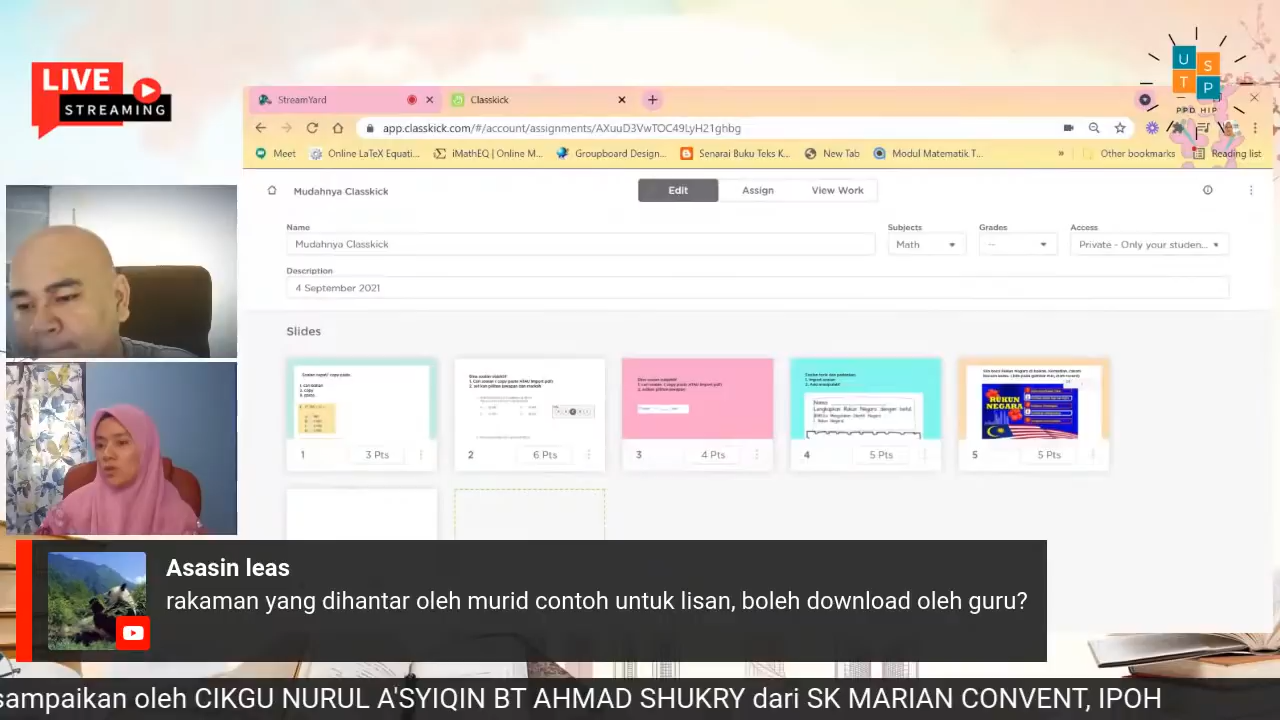 LIVE
STREAMING
U S
T P
PPD HIP
StreamYard
Classkick
app.classkick.com/#/account/assignments/AXuuD3VwTOC49LyH21ghbg
Meet
Online LaTeX Equati...
iMathEQ | Online M...
Groupboard Design...
Senarai Buku Teks K...
New Tab
Modul Matematik T...
»
Other bookmarks
Reading list
Mudahnya Classkick
Edit
Assign
View Work
Name
Subjects
Grades
Access
Mudahnya Classkick
Math
--
Private - Only your studen...
Description
4 September 2021
Slides
RUKUN
NEGARA
1
3 Pts
2
6 Pts
3
4 Pts
4
5 Pts
5
5 Pts
Asasin leas
rakaman yang dihantar oleh murid contoh untuk lisan, boleh download oleh guru?
sampaikan oleh CIKGU NURUL A'SYIQIN BT AHMAD SHUKRY dari SK MARIAN CONVENT, IPOH